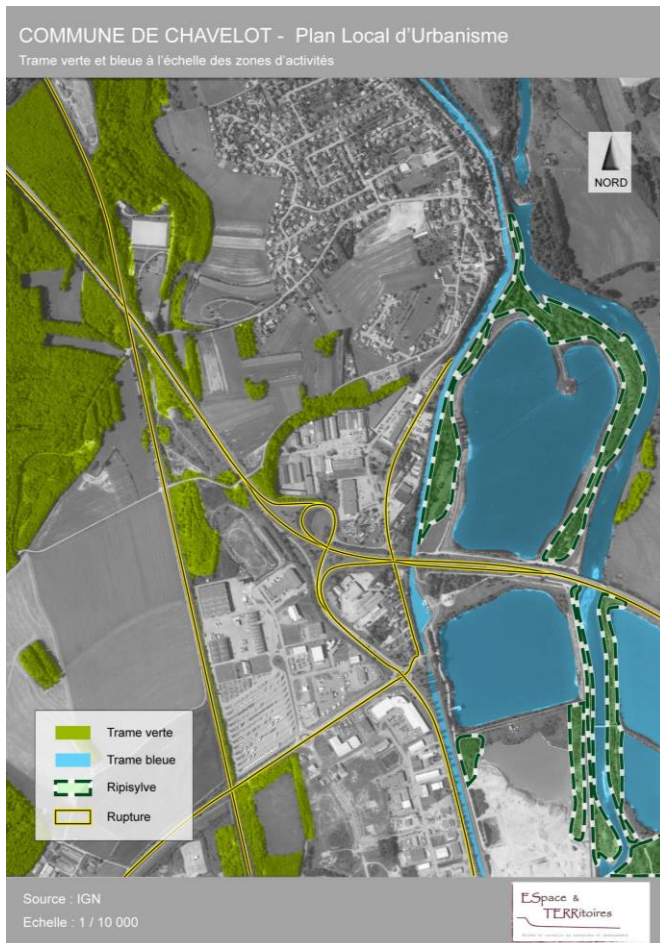 COMMUNE DE CHAVELOT - Plan Local d'Urbanisme
Trame verte et bleue à l'échelle des zones d'activités
NORD
Trame verte
Trame bleue
Ripisylve
Rupture
Source : IGN
Echelle : 1 / 10 000
ESpace &
TERRitoires